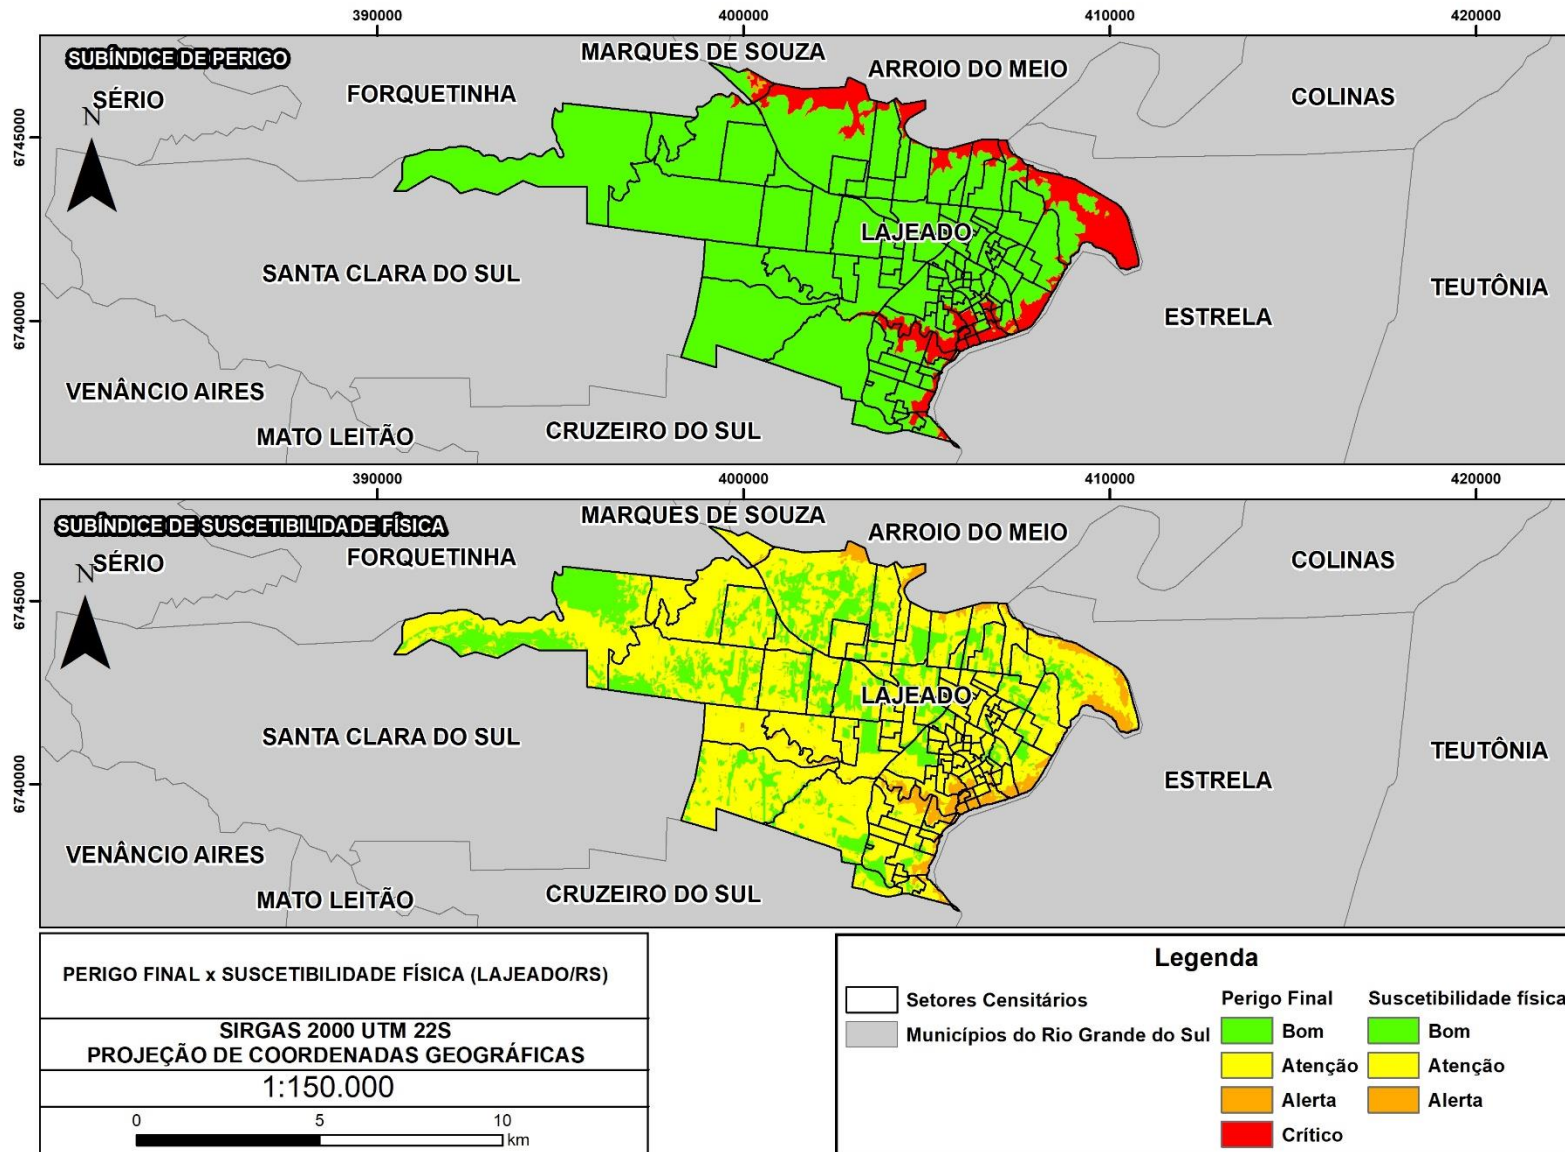 390000 400000 410000 420000
SUBÍNDICE DE PERIGO
MARQUES DE SOUZA
ARROIO DO MEIO
SÉRIO
FORQUETINHA
COLINAS
N
6745000
LAJEADO
SANTA CLARA DO SUL
TEUTÔNIA
ESTRELA
6740000
VENÂNCIO AIRES
MATO LEITÃO
CRUZEIRO DO SUL
390000 400000 410000 420000
SUBÍNDICE DE SUSCETIBILIDADE FÍSICA
MARQUES DE SOUZA
ARROIO DO MEIO
SÉRIO
FORQUETINHA
COLINAS
N
6745000
LAJEADO
SANTA CLARA DO SUL
TEUTÔNIA
ESTRELA
6740000
VENÂNCIO AIRES
MATO LEITÃO
CRUZEIRO DO SUL
PERIGO FINAL x SUSCETIBILIDADE FÍSICA (LAJEADO/RS)
SIRGAS 2000 UTM 22S
PROJEÇÃO DE COORDENADAS GEOGRÁFICAS
1:150.000
0 5 10
km
Legenda
Setores Censitários
Municípios do Rio Grande do Sul
Perigo Final
Bom
Atenção
Alerta
Crítico
Suscetibilidade física
Bom
Atenção
Alerta